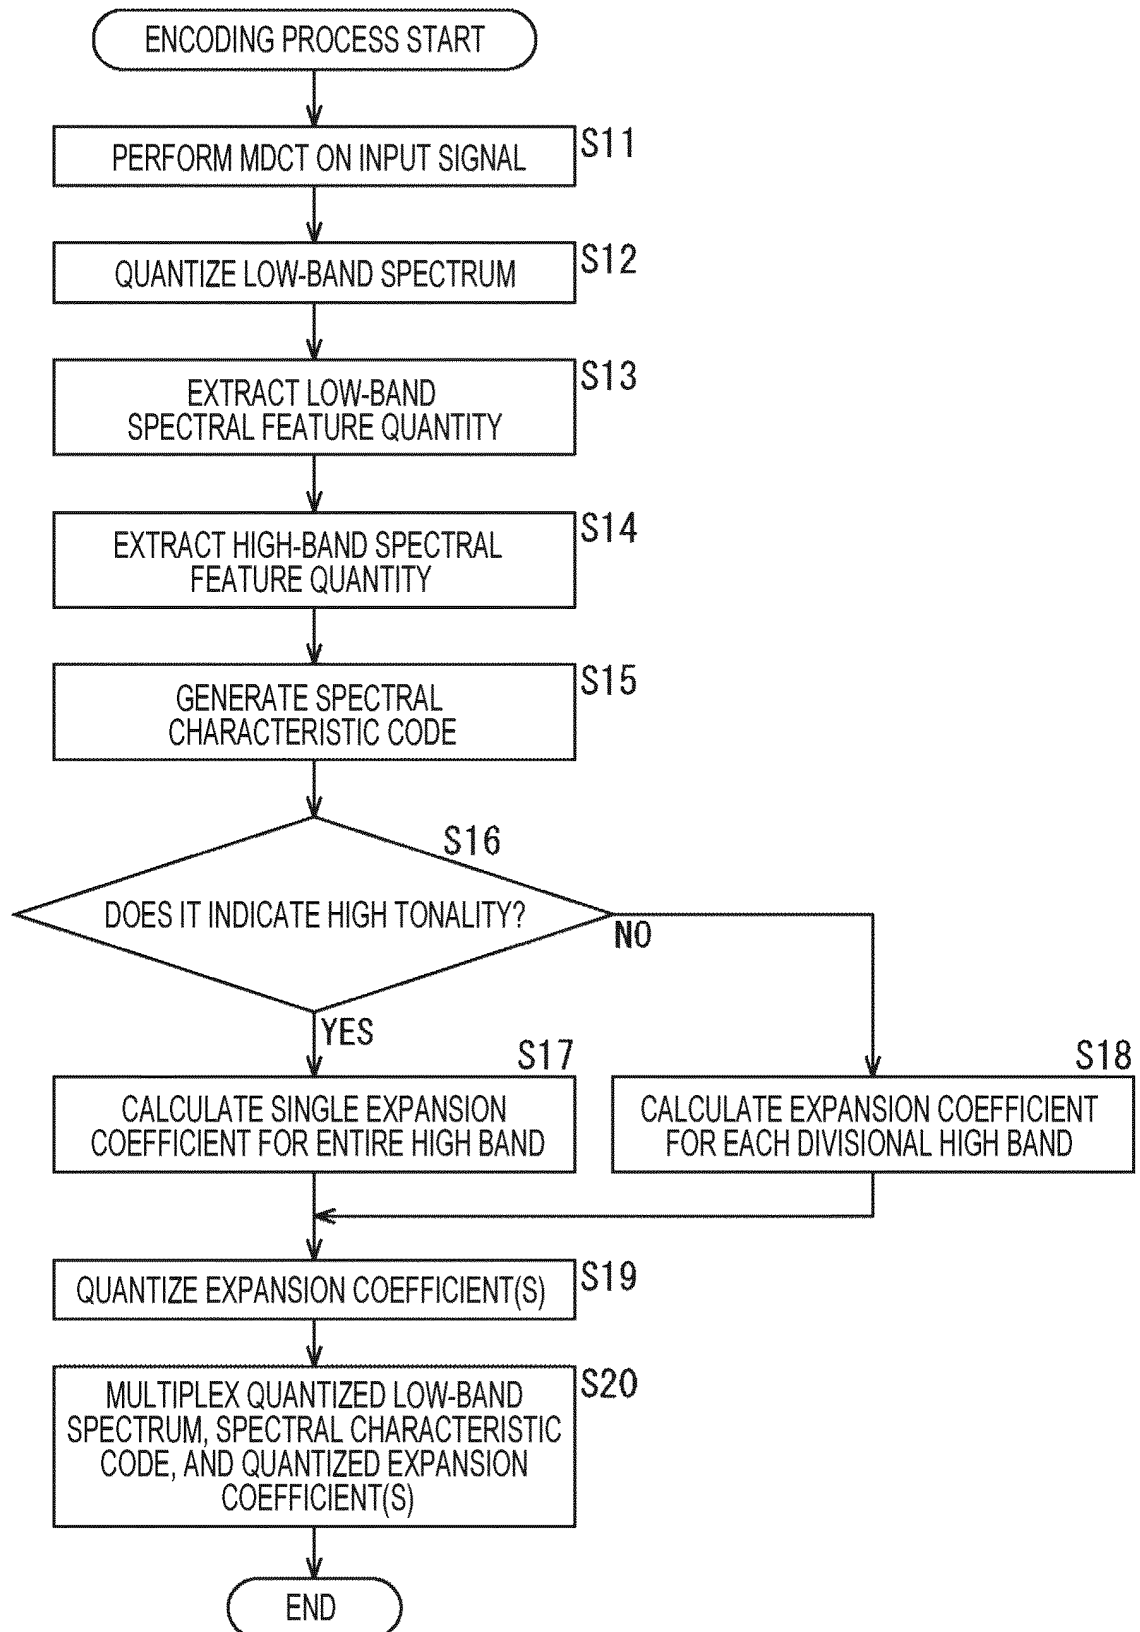 ENCODING PROCESS START
S11
PERFORM MDCT ON INPUT SIGNAL
S12
QUANTIZE LOW-BAND SPECTRUM
S13
EXTRACT LOW-BAND
SPECTRAL FEATURE QUANTITY
S14
EXTRACT HIGH-BAND SPECTRAL
FEATURE QUANTITY
S15
GENERATE SPECTRAL
CHARACTERISTIC CODE
S16
DOES IT INDICATE HIGH TONALITY?
NO
YES
S17
CALCULATE SINGLE EXPANSION
COEFFICIENT FOR ENTIRE HIGH BAND
S18
CALCULATE EXPANSION COEFFICIENT
FOR EACH DIVISIONAL HIGH BAND
S19
QUANTIZE EXPANSION COEFFICIENT(S)
S20
MULTIPLEX QUANTIZED LOW-BAND
SPECTRUM, SPECTRAL CHARACTERISTIC
CODE, AND QUANTIZED EXPANSION
COEFFICIENT(S)
END